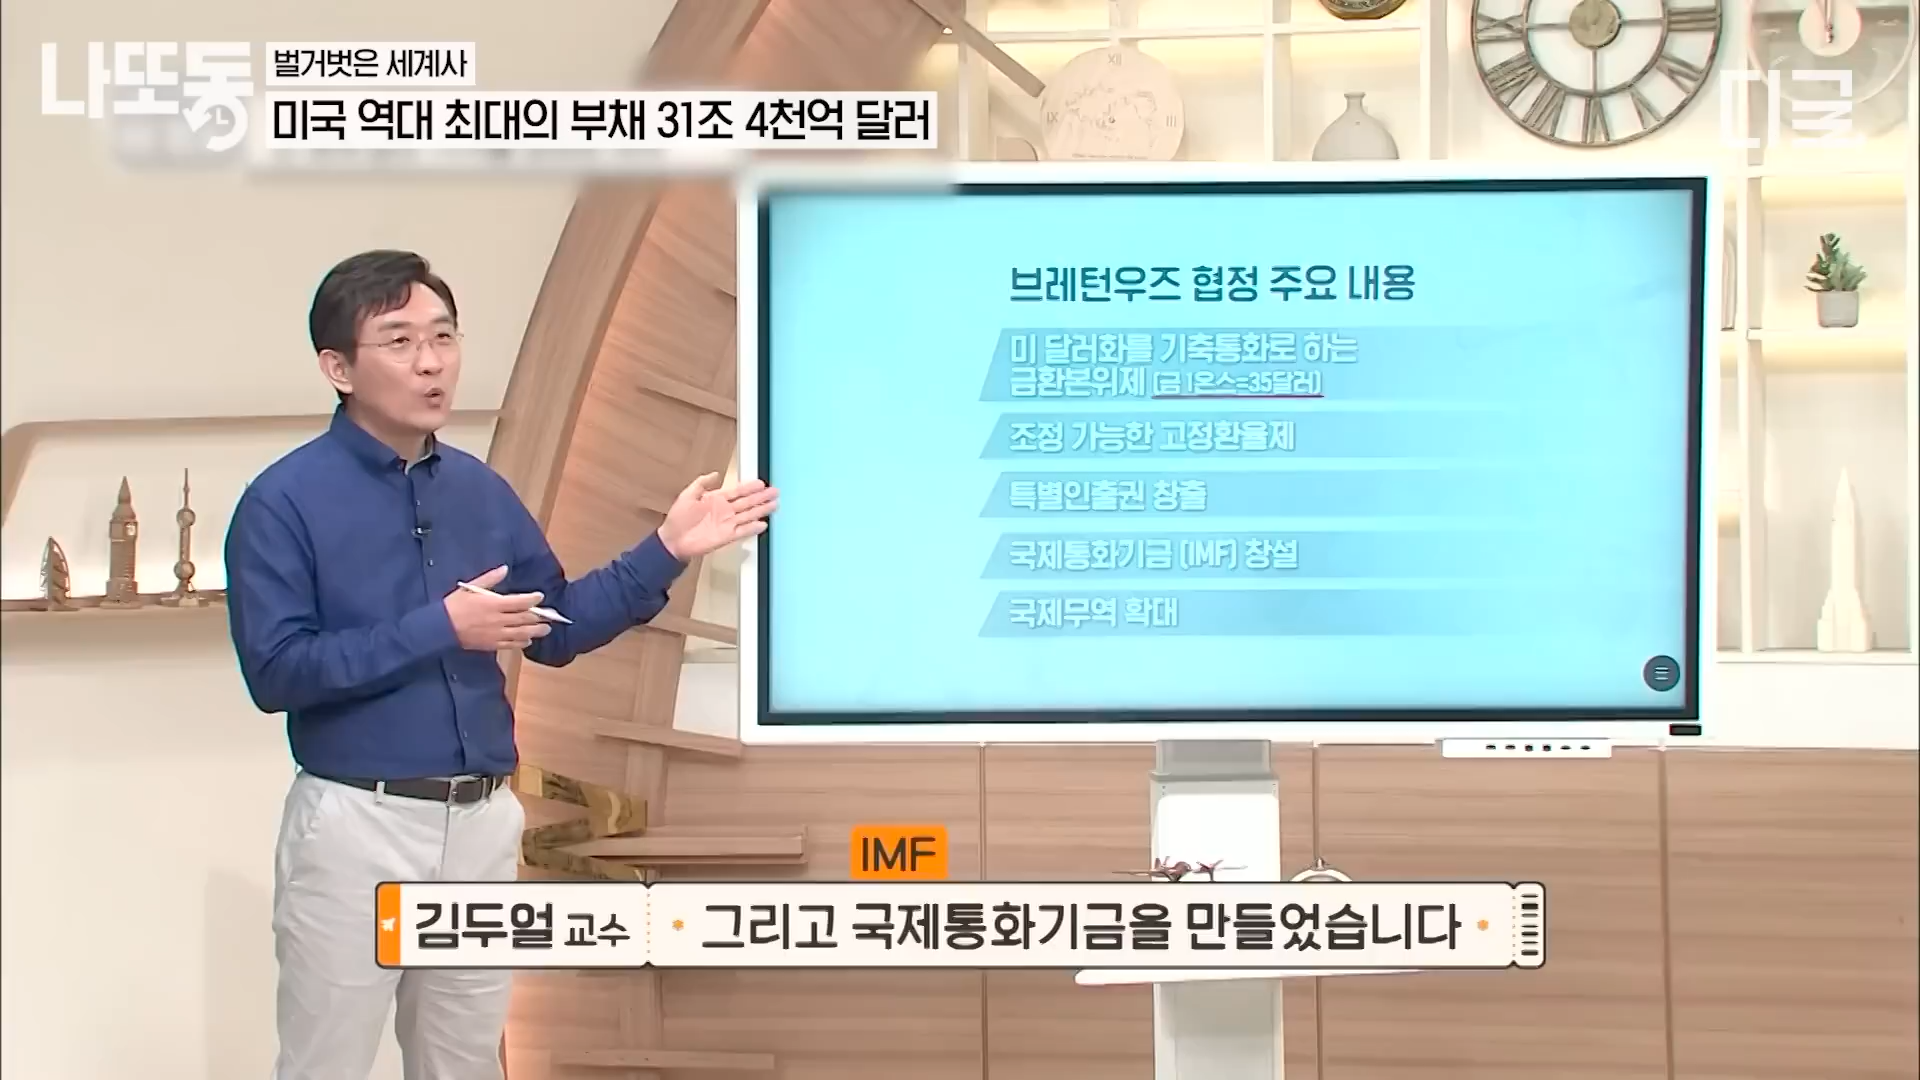 나또동
벌거벗은 세계사
미국 역대 최대의 부채 31조 4천억 달러
디글
XII
III
IX
브레턴우즈 협정 주요 내용
미 달러화를 기축통화로 하는
금환본위제 (금 1온스=35달러)
조정 가능한 고정환율제
특별인출권 창출
국제통화기금 (IMF) 창설
국제무역 확대
IMF
김두얼 교수
그리고 국제통화기금을 만들었습니다